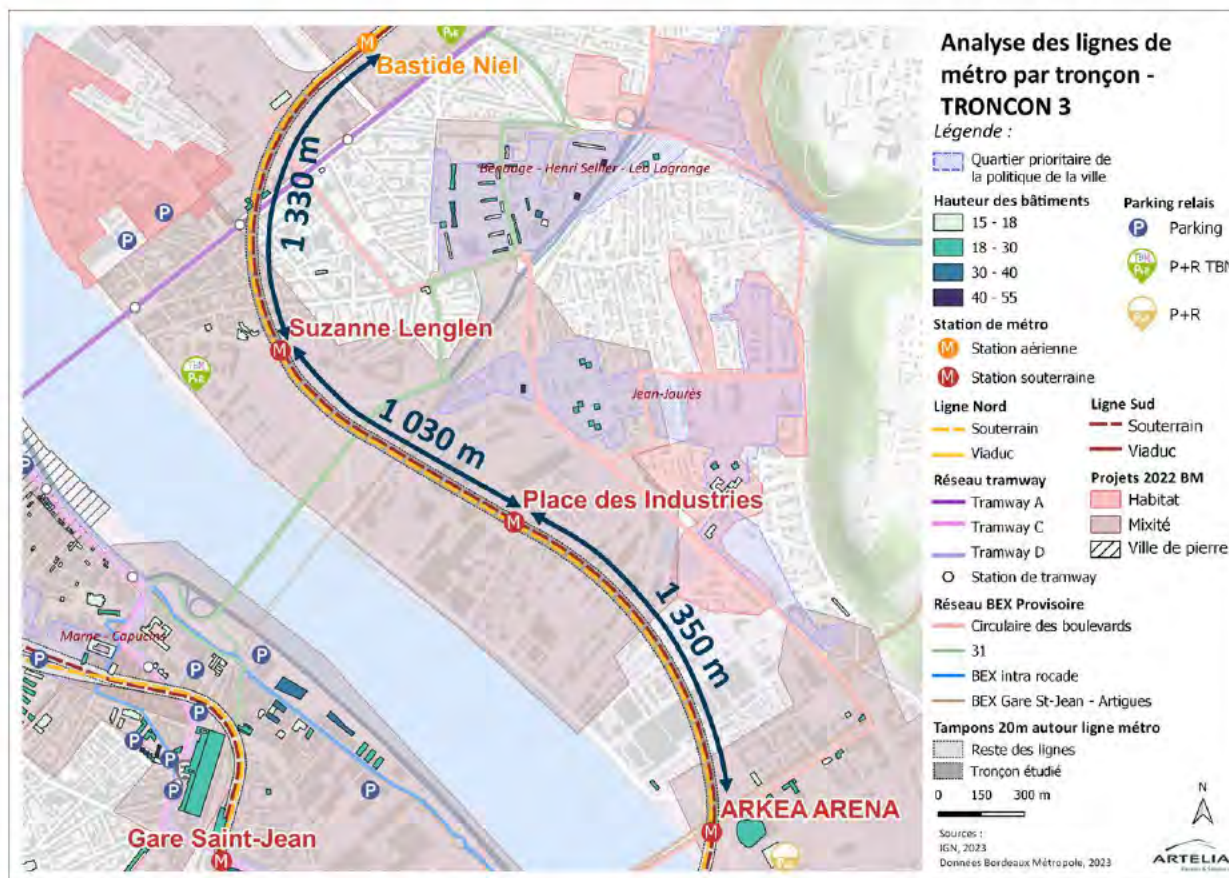 Analyse des lignes de
métro par tronçon -
TRONCON 3
Légende :
Quartier prioritaire de
la politique de la ville
Hauteur des bâtiments
15 - 18
18 - 30
30 - 40
40 - 55
Parking relais
P Parking
P+R TBM
P+R
Station de métro
M Station aérienne
M Station souterraine
Ligne Nord
Souterrain
Viaduc
Ligne Sud
Souterrain
Viaduc
Réseau tramway
Tramway A
Tramway C
Tramway D
Station de tramway
Projets 2022 BM
Habitat
Mixité
Ville de pierre
Réseau BEX Provisoire
Circulaire des boulevards
31
BEX intra rocade
BEX Gare St-Jean - Artigues
Tampons 20m autour ligne métro
Reste des lignes
Tronçon étudié
0 150 300 m
N
Sources :
IGN, 2023
Données Bordeaux Métropole, 2023
ARTELIA
Bastide Niel
1 330 m
Benauge - Henri Sellier - Léo Lagrange
Suzanne Lenglen
1 030 m
Jean-Jaurès
Place des Industries
1 350 m
Marne - Capucins
Gare Saint-Jean
ARKEA ARENA